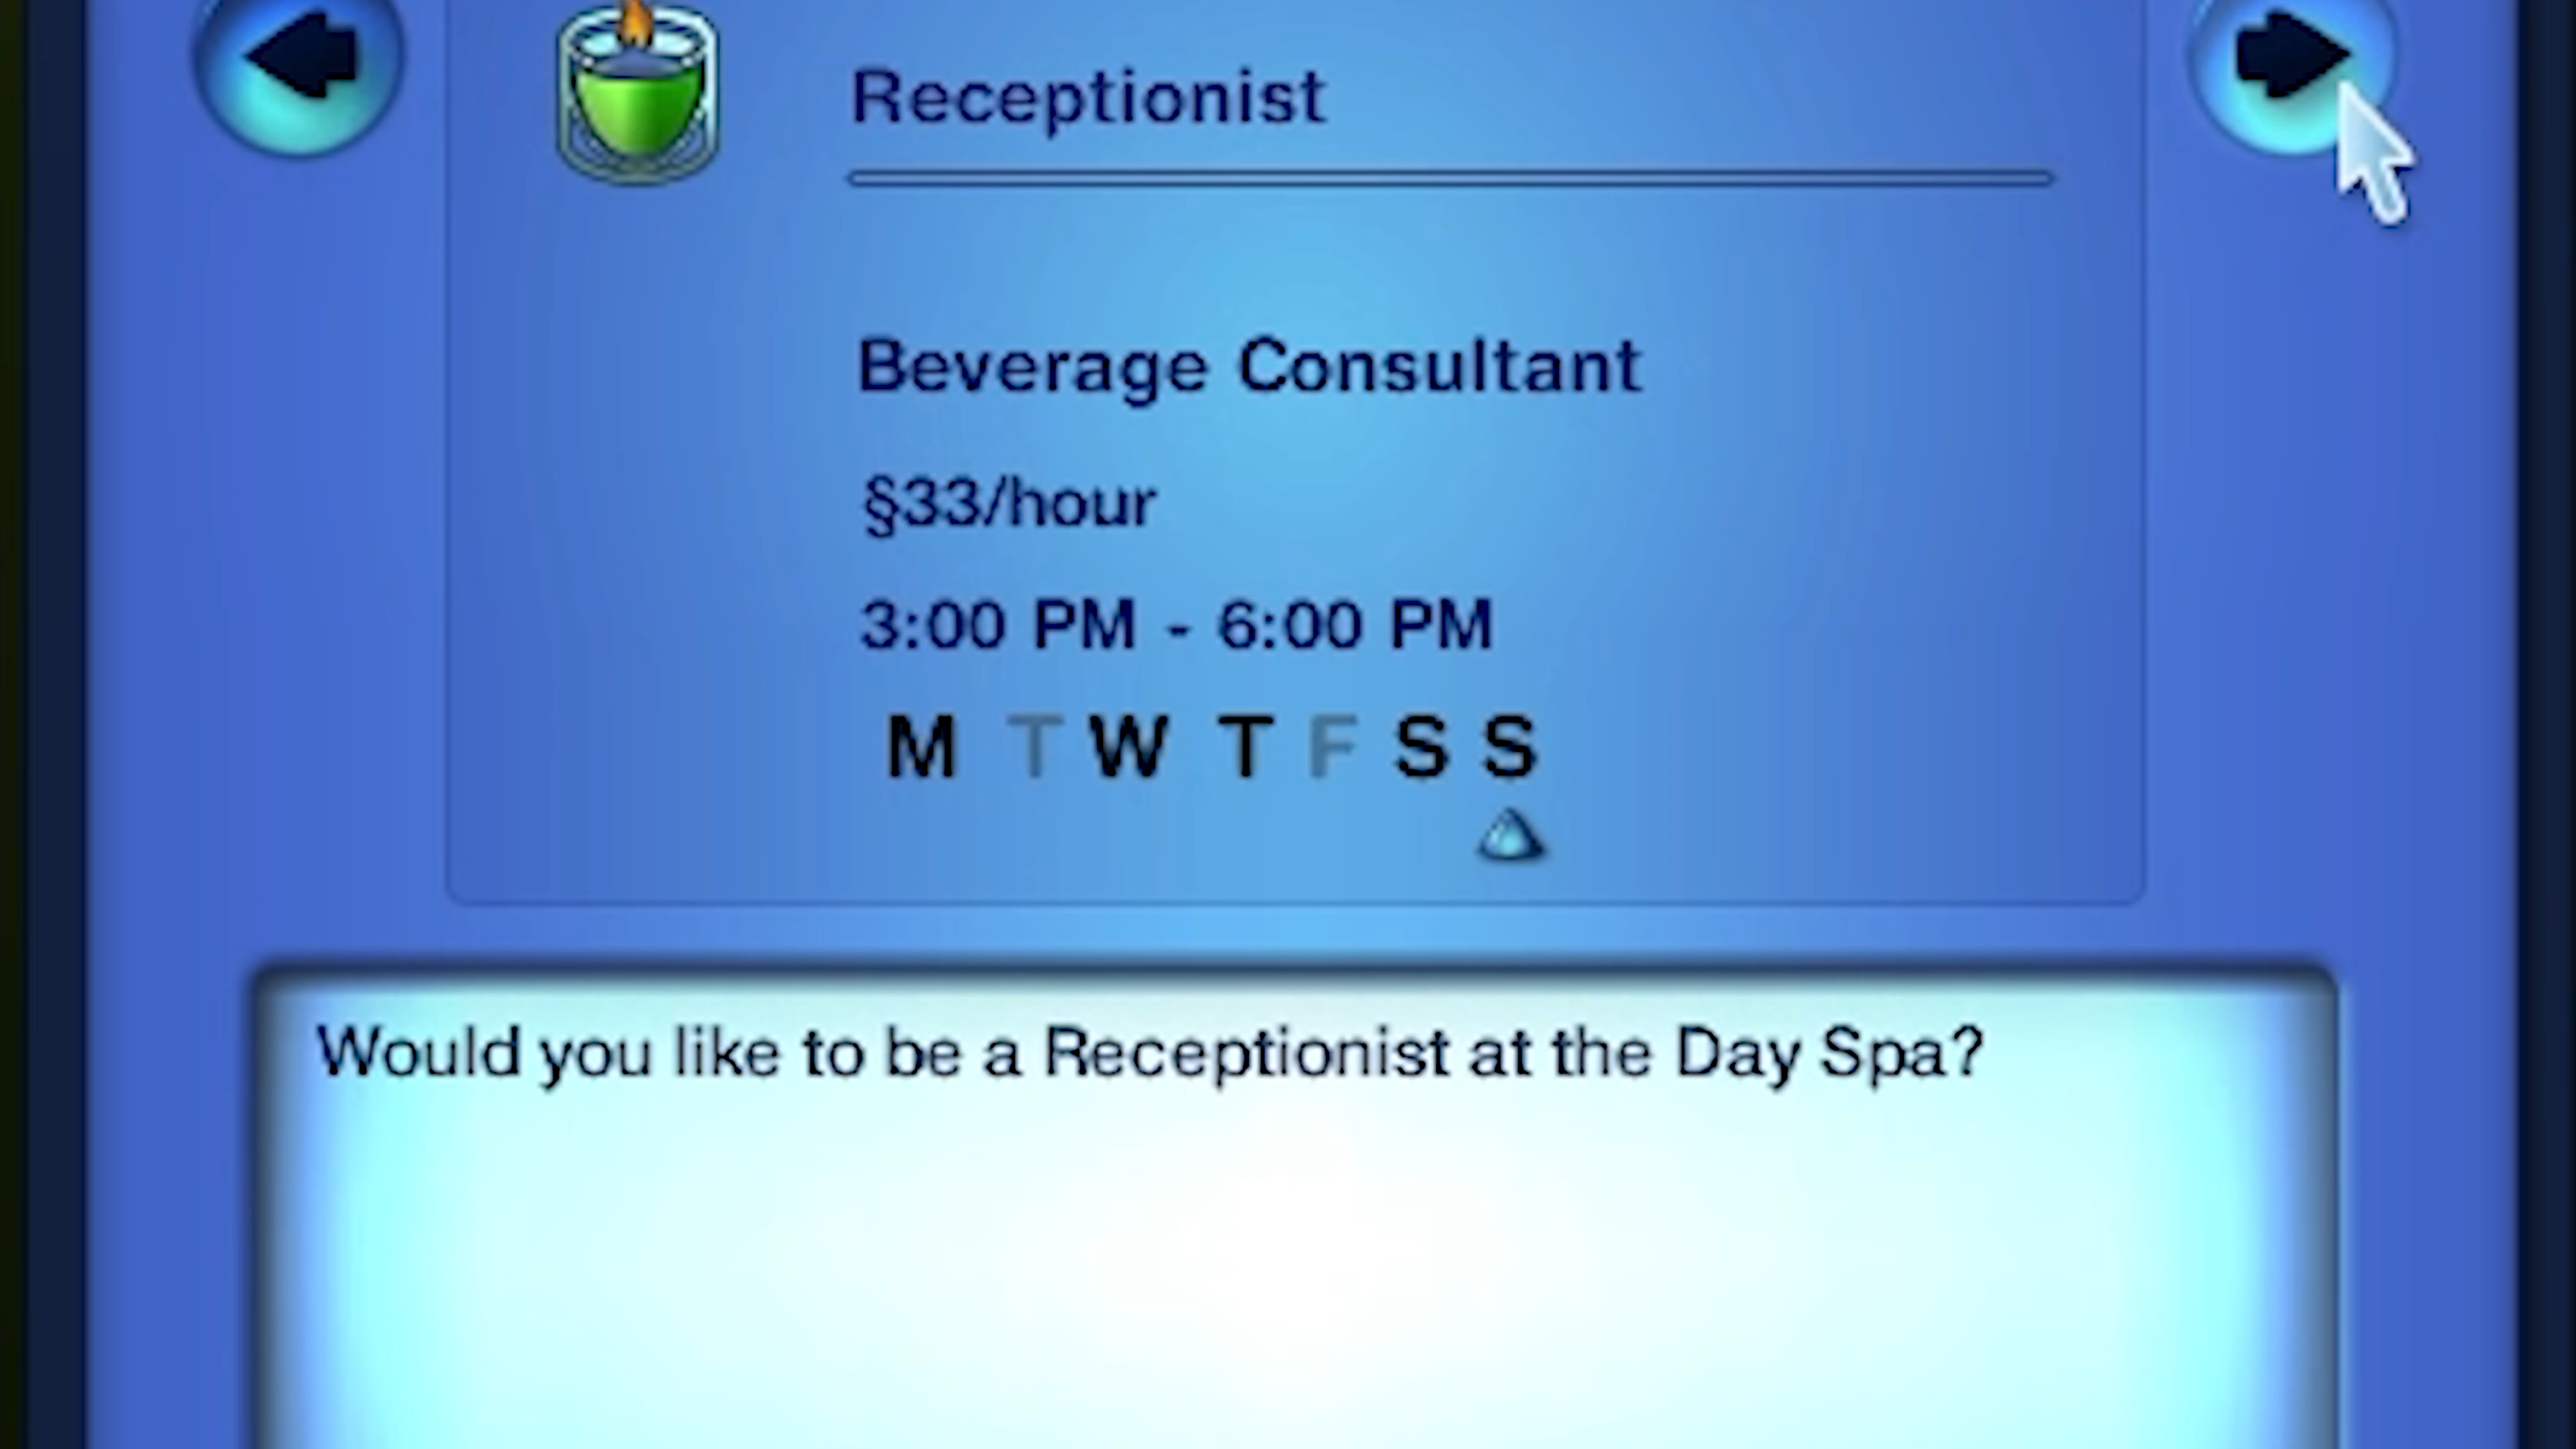 Receptionist
Beverage Consultant
§33/hour
3:00 PM - 6:00 PM
M T W T F S S
Would you like to be a Receptionist at the Day Spa?